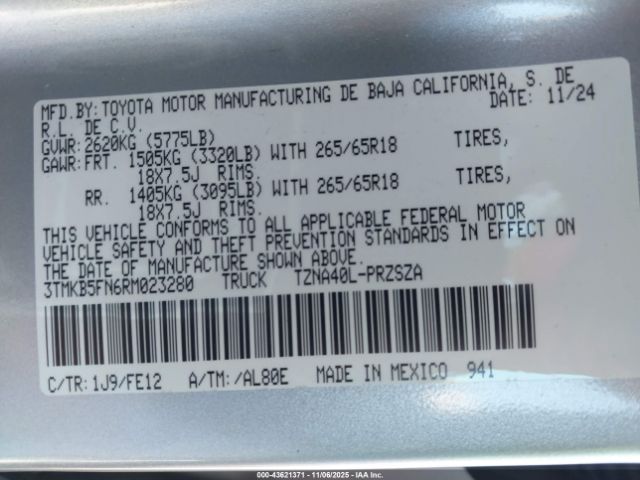 MFD.BY:TOYOTA MOTOR MANUFACTURING DE BAJA CALIFORNIA, S. DE
R.L. DE C.V. DATE: 11/24
GVWR:2620KG (5775LB)
GAWR:FRT. 1505KG (3320LB) WITH 265/65R18 TIRES,
18X7.5J RIMS.
RR. 1405KG (3095LB) WITH 265/65R18 TIRES,
18X7.5J RIMS.
THIS VEHICLE CONFORMS TO ALL APPLICABLE FEDERAL MOTOR
VEHICLE SAFETY AND THEFT PREVENTION STANDARDS IN EFFECT ON
THE DATE OF MANUFACTURE SHOWN ABOVE.
3TMKB5FN6RM023280 TRUCK TZNA40L-PRZSZA
C/TR:1J9/FE12 A/TM:/AL80E MADE IN MEXICO 941
000-43621371 - 11/06/2025 - IAA Inc.